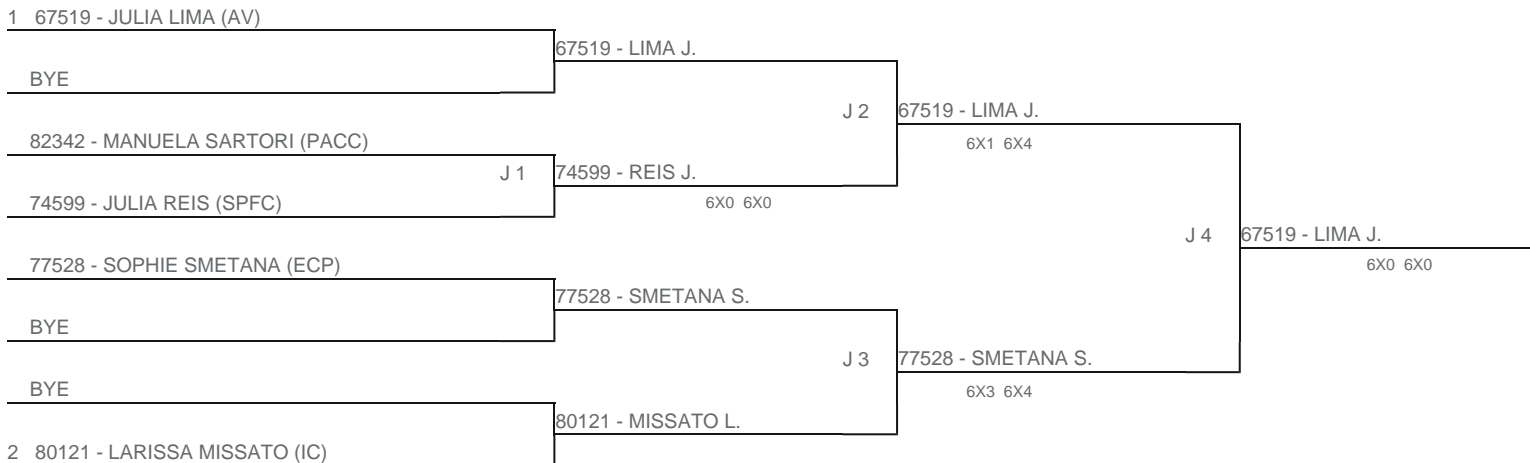 1 67519 - JULIA LIMA (AV)
67519 - LIMA J.
BYE
J 2 67519 - LIMA J.
82342 - MANUELA SARTORI (PACC)
6X1 6X4
J 1 74599 - REIS J.
74599 - JULIA REIS (SPFC)
6X0 6X0
J 4 67519 - LIMA J.
77528 - SOPHIE SMETANA (ECP)
6X0 6X0
77528 - SMETANA S.
BYE
J 3 77528 - SMETANA S.
BYE
6X3 6X4
80121 - MISSATO L.
2 80121 - LARISSA MISSATO (IC)